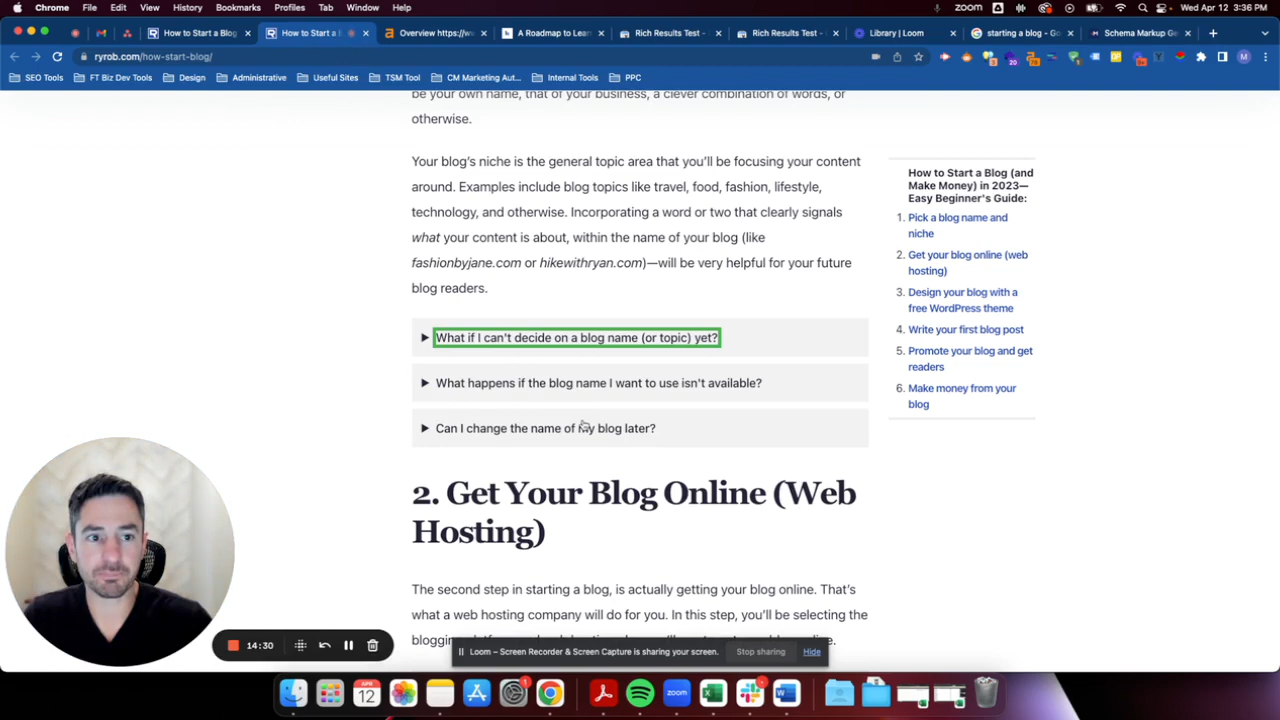 Chrome File Edit View History Bookmarks Profiles Tab Window Help zoom Wed Apr 12 3:36 PM
How to Start a Blog How to Start a B Overview https://ww A Roadmap to Learn Rich Results Test - Rich Results Test - Library | Loom starting a blog - Go Schema Markup Ge
ryrob.com/how-start-blog/
SEO Tools FT Biz Dev Tools Design Administrative Useful Sites TSM Tool CM Marketing Aut... Internal Tools PPC
be your own name, that of your business, a clever combination of words, or
otherwise.
Your blog's niche is the general topic area that you'll be focusing your content
around. Examples include blog topics like travel, food, fashion, lifestyle,
technology, and otherwise. Incorporating a word or two that clearly signals
what your content is about, within the name of your blog (like
fashionbyjane.com or hikewithryan.com)—will be very helpful for your future
blog readers.
What if I can't decide on a blog name (or topic) yet?
What happens if the blog name I want to use isn't available?
Can I change the name of my blog later?
2. Get Your Blog Online (Web
Hosting)
The second step in starting a blog, is actually getting your blog online. That's
what a web hosting company will do for you. In this step, you'll be selecting the
How to Start a Blog (and
Make Money) in 2023—
Easy Beginner's Guide:
1. Pick a blog name and
niche
2. Get your blog online (web
hosting)
3. Design your blog with a
free WordPress theme
4. Write your first blog post
5. Promote your blog and get
readers
6. Make money from your
blog
14:30
Loom – Screen Recorder & Screen Capture is sharing your screen. Stop sharing Hide
APR
12
zoom